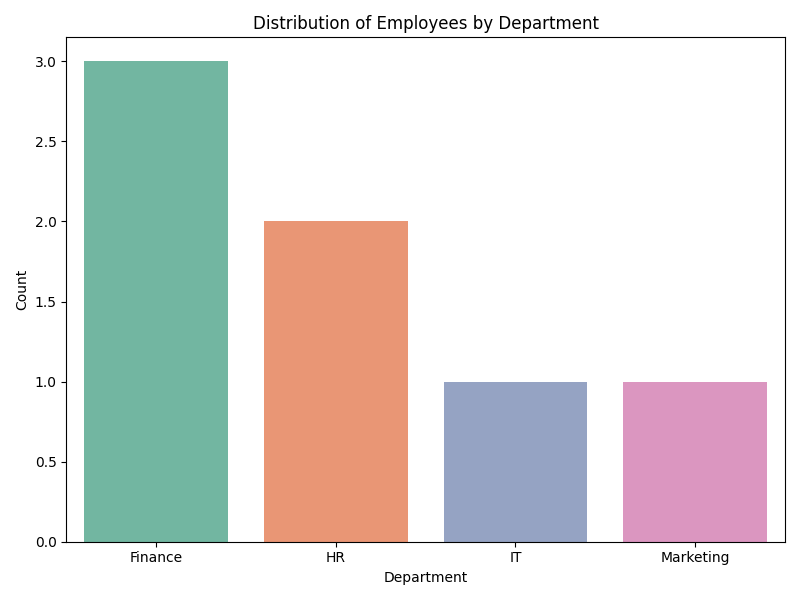 Distribution of Employees by Department
3.0
2.5
2.0
1.5
1.0
0.5
0.0
Count
Finance HR IT Marketing
Department